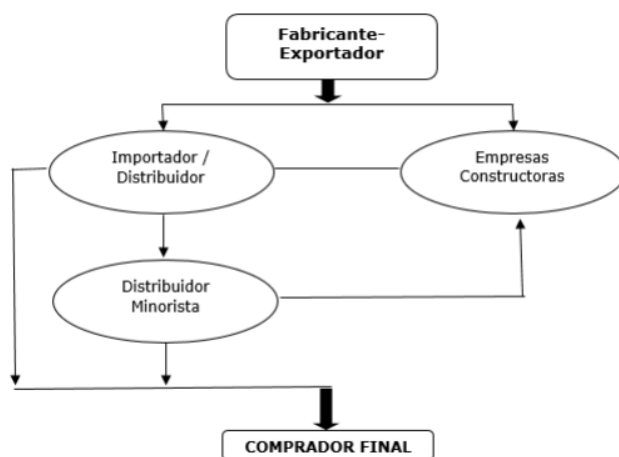 Fabricante-
Exportador
Importador /
Distribuidor
Empresas
Constructoras
Distribuidor
Minorista
COMPRADOR FINAL